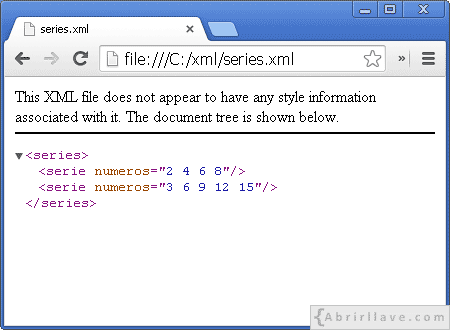 series.xml
file:///C:/xml/series.xml
This XML file does not appear to have any style information
associated with it. The document tree is shown below.
▼<series>
<serie numeros="2 4 6 8"/>
<serie numeros="3 6 9 12 15"/>
</series>
{Abrirllave.com